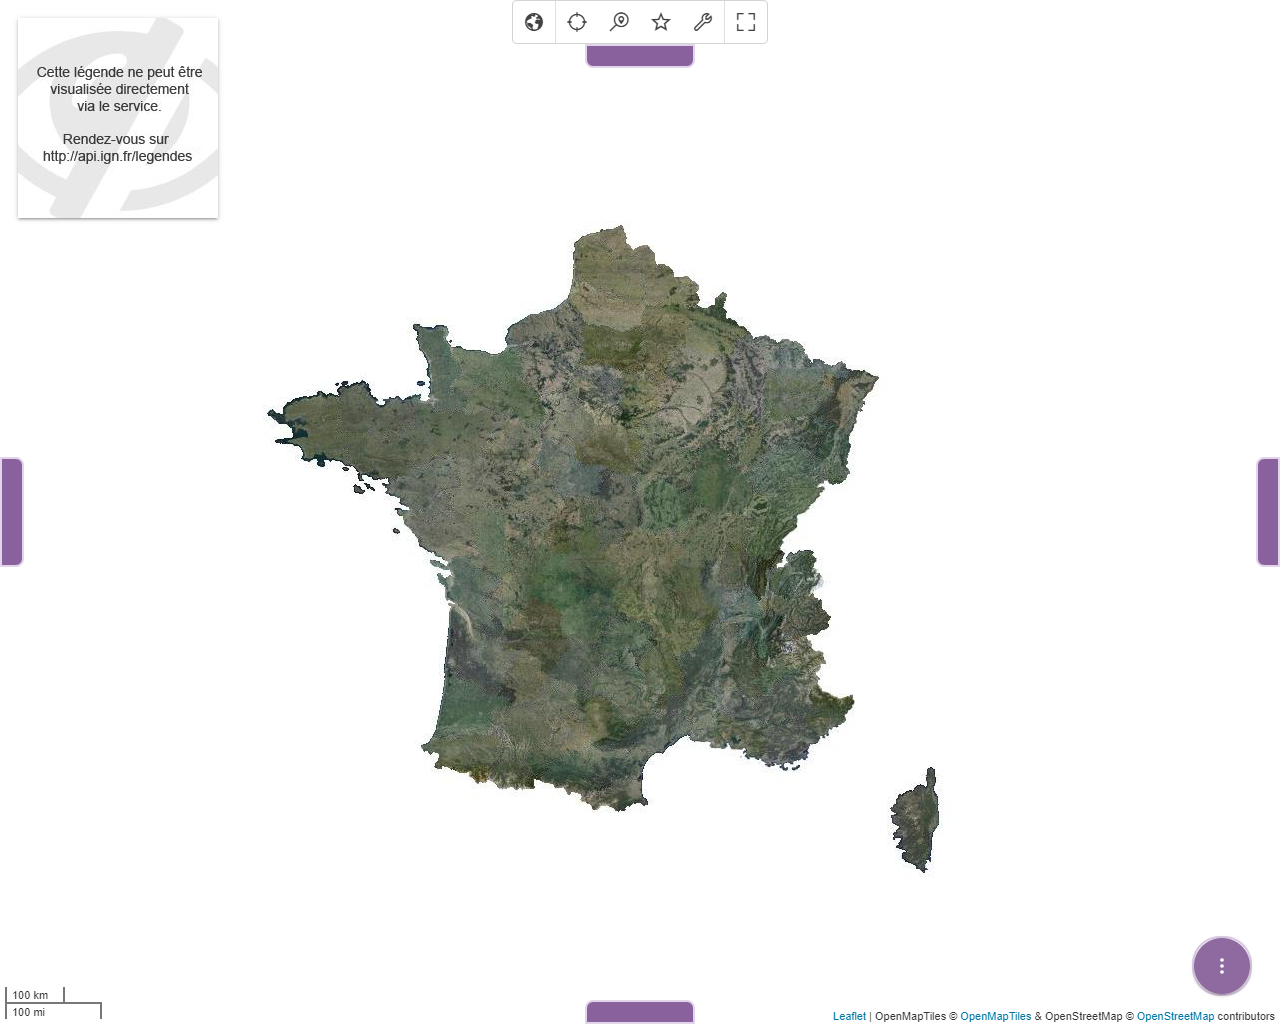 Cette légende ne peut être
visualisée directement
via le service.
Rendez-vous sur
http://api.ign.fr/legendes
100 km
100 mi
Leaflet | OpenMapTiles © OpenMapTiles & OpenStreetMap © OpenStreetMap contributors